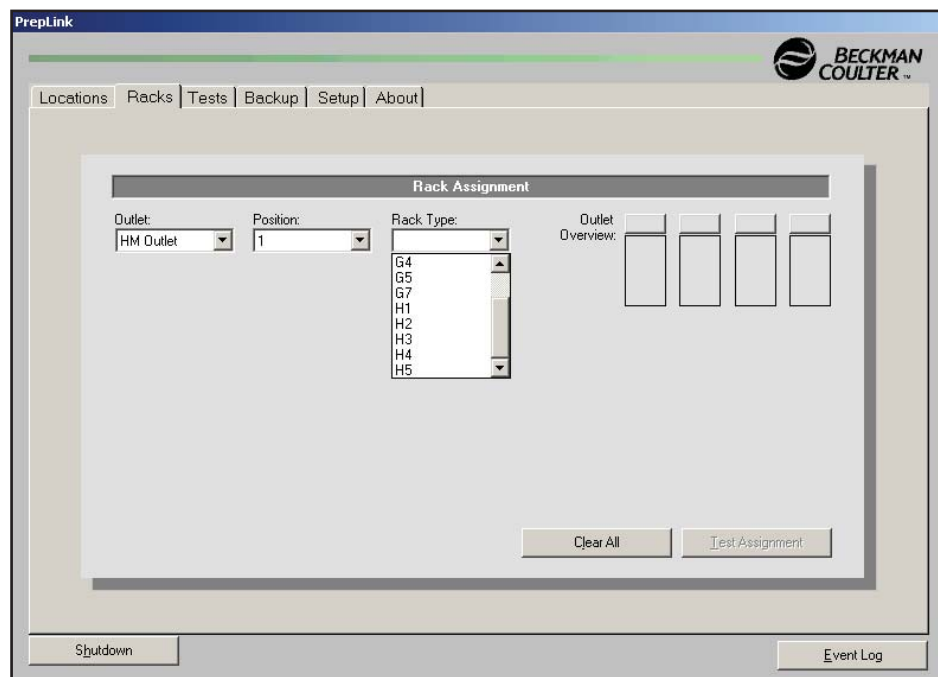 PrepLink
BECKMAN
COULTER ™
Locations Racks Tests Backup Setup About
Rack Assignment
Outlet: Position: Rack Type: Outlet
Overview:
HM Outlet 1
G4
G5
G7
H1
H2
H3
H4
H5
Clear All Test Assignment
Shutdown Event Log